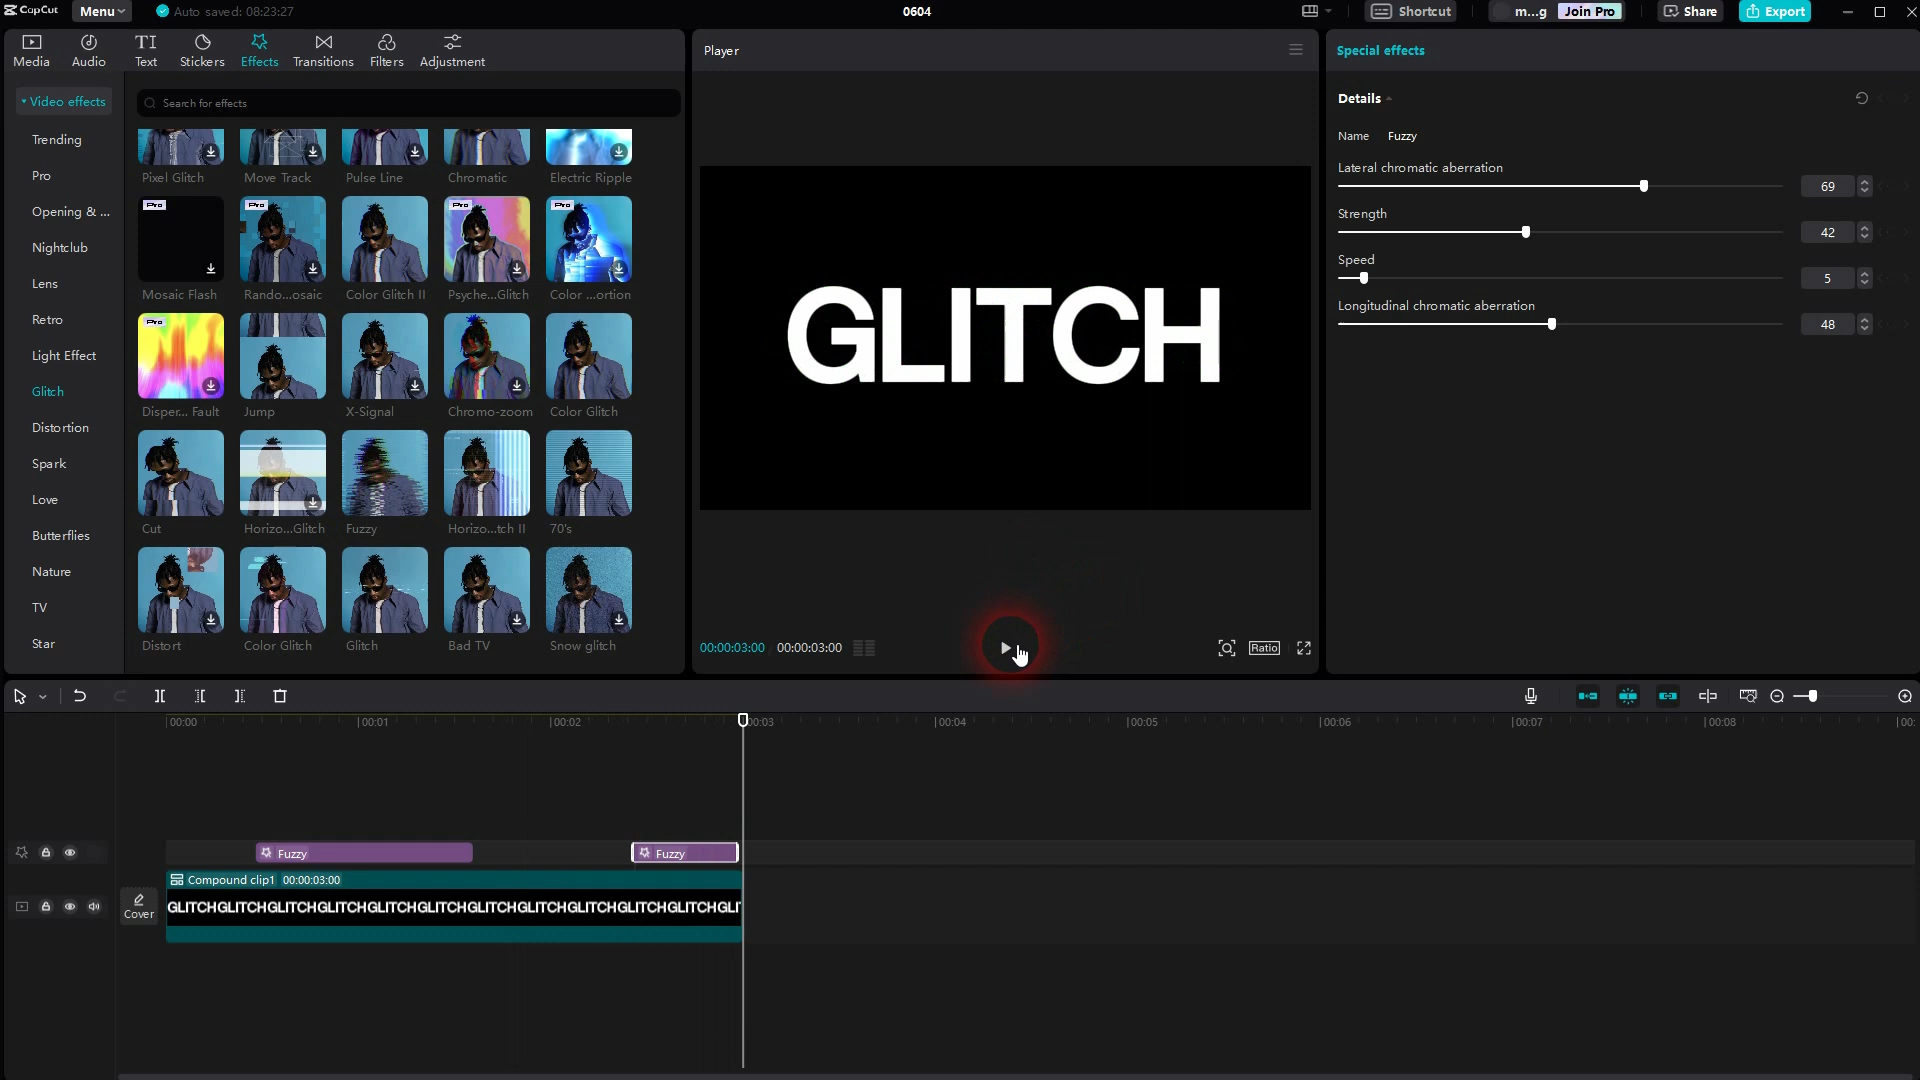 CapCut Menu Auto saved: 08:23:27 0604 Shortcut m...g Join Pro Share Export
Media Audio Text Stickers Effects Transitions Filters Adjustment
Player
Special effects
Video effects
Trending
Pro
Opening & ...
Nightclub
Lens
Retro
Light Effect
Glitch
Distortion
Spark
Love
Butterflies
Nature
TV
Star
Search for effects
Pixel Glitch Move Track Pulse Line Chromatic Electric Ripple
Pro Pro Pro Pro
Mosaic Flash Rando...osaic Color Glitch II Psyche...Glitch Color ...ortion
Pro
Disper... Fault Jump X-Signal Chromo-zoom Color Glitch
Cut Horizo...Glitch Fuzzy Horizo...tch II 70's
Distort Color Glitch Glitch Bad TV Snow glitch
GLITCH
00:00:03:00 00:00:03:00 Ratio
Details
Name Fuzzy
Lateral chromatic aberration
69
Strength
42
Speed
5
Longitudinal chromatic aberration
48
00:00 00:01 00:02 00:03 00:04 00:05 00:06 00:07 00:08 00:
Fuzzy Fuzzy
Compound clip1 00:00:03:00
Cover
GLITCHGLITCHGLITCHGLITCHGLITCHGLITCHGLITCHGLITCHGLITCHGLITCHGLITCHGLI